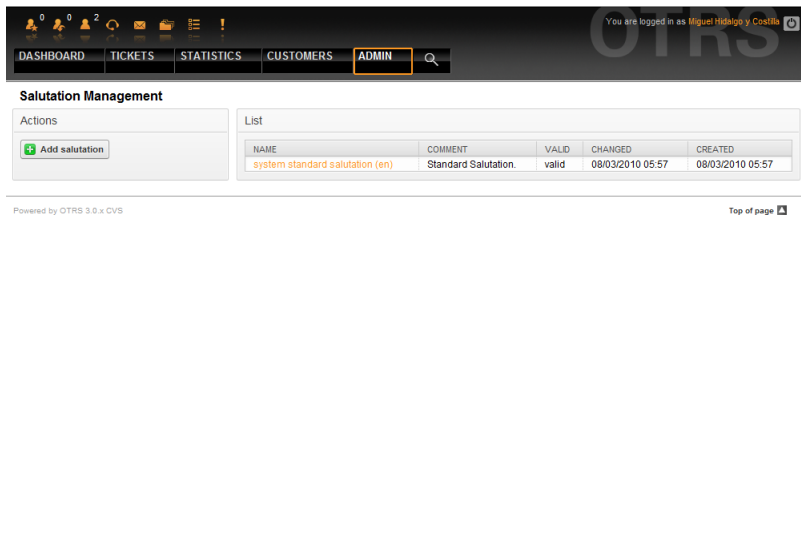 0 0 2
You are logged in as Miguel Hidalgo y Costilla
OTRS
DASHBOARD TICKETS STATISTICS CUSTOMERS ADMIN
Salutation Management
Actions
Add salutation
List
NAME COMMENT VALID CHANGED CREATED
system standard salutation (en) Standard Salutation. valid 08/03/2010 05:57 08/03/2010 05:57
Powered by OTRS 3.0.x CVS
Top of page